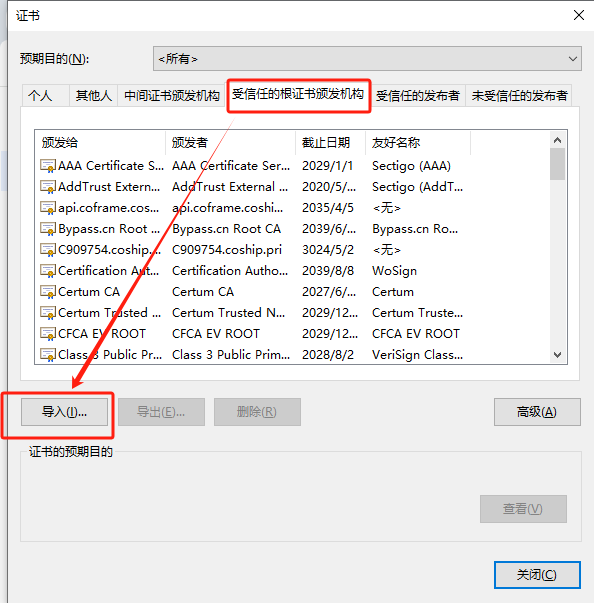 证书
预期目的(N): <所有>
个人 其他人 中间证书颁发机构 受信任的根证书颁发机构 受信任的发布者 未受信任的发布者
颁发给 颁发者 截止日期 友好名称
AAA Certificate S... AAA Certificate Ser... 2029/1/1 Sectigo (AAA)
AddTrust Extern... AddTrust External ... 2020/5/... Sectigo (AddT...
api.coframe.cos... api.coframe.coshi... 2035/4/5 <无>
Bypass.cn Root ... Bypass.cn Root CA 2039/6/... Bypass.cn Ro...
C909754.coship.... C909754.coship.pri 3024/5/2 <无>
Certification Aut... Certification Autho... 2039/8/8 WoSign
Certum CA Certum CA 2027/6/... Certum
Certum Trusted ... Certum Trusted N... 2029/12... Certum Truste...
CFCA EV ROOT CFCA EV ROOT 2029/12... CFCA EV ROOT
Class 3 Public Pr... Class 3 Public Prim... 2028/8/2 VeriSign Class...
导入(I)... 导出(E)... 删除(R) 高级(A)
证书的预期目的
查看(V)
关闭(C)